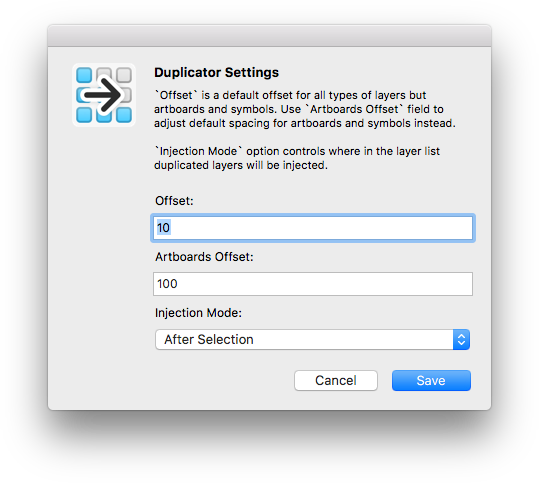 Duplicator Settings
`Offset` is a default offset for all types of layers but
artboards and symbols. Use `Artboards Offset` field to
adjust default spacing for artboards and symbols instead.
`Injection Mode` option controls where in the layer list
duplicated layers will be injected.
Offset:
10
Artboards Offset:
100
Injection Mode:
After Selection
Cancel
Save